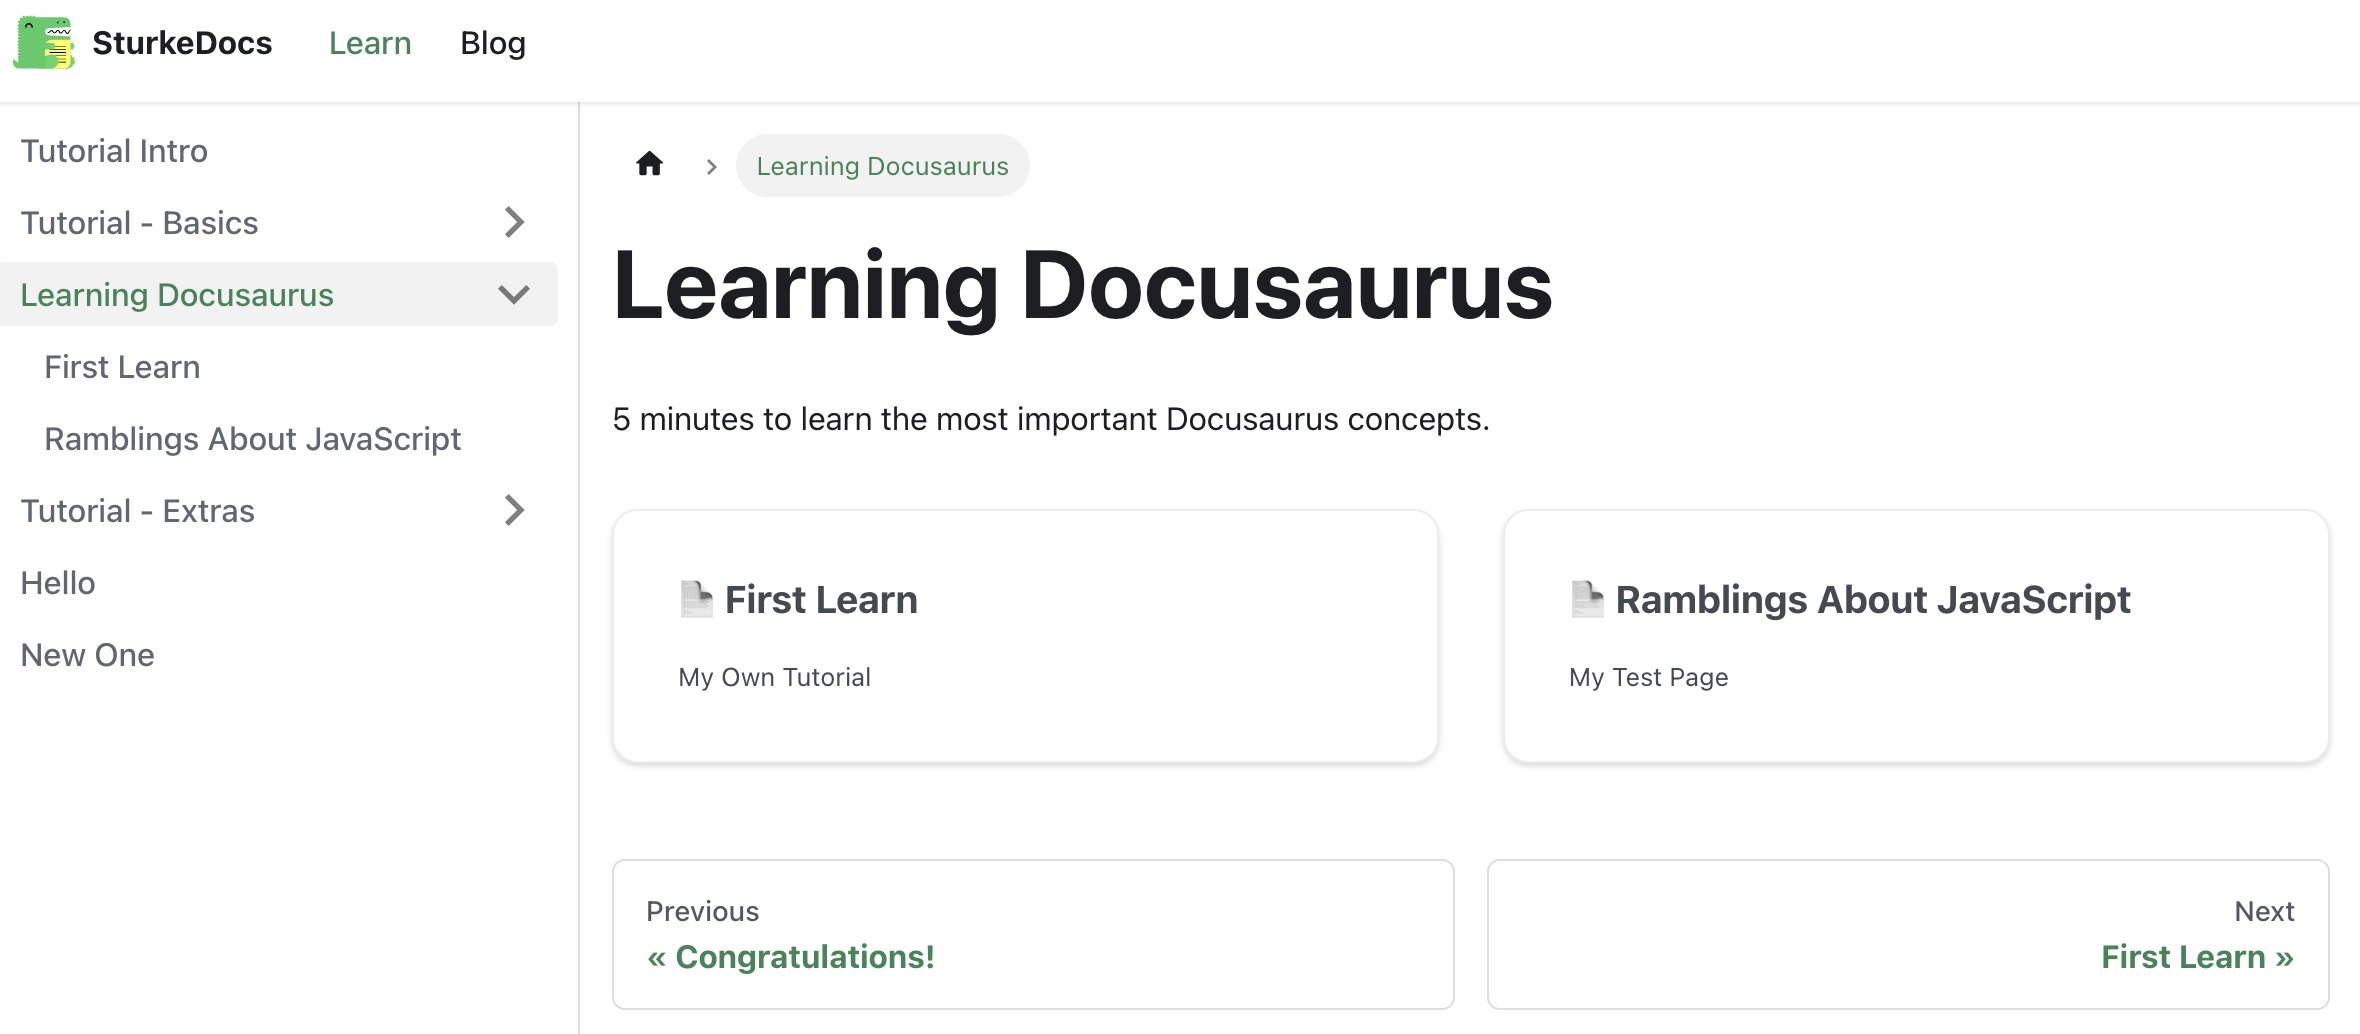 SturkeDocs Learn Blog
Tutorial Intro
Tutorial - Basics
Learning Docusaurus
First Learn
Ramblings About JavaScript
Tutorial - Extras
Hello
New One
Learning Docusaurus
Learning Docusaurus
5 minutes to learn the most important Docusaurus concepts.
First Learn
My Own Tutorial
Ramblings About JavaScript
My Test Page
Previous
« Congratulations!
Next
First Learn »